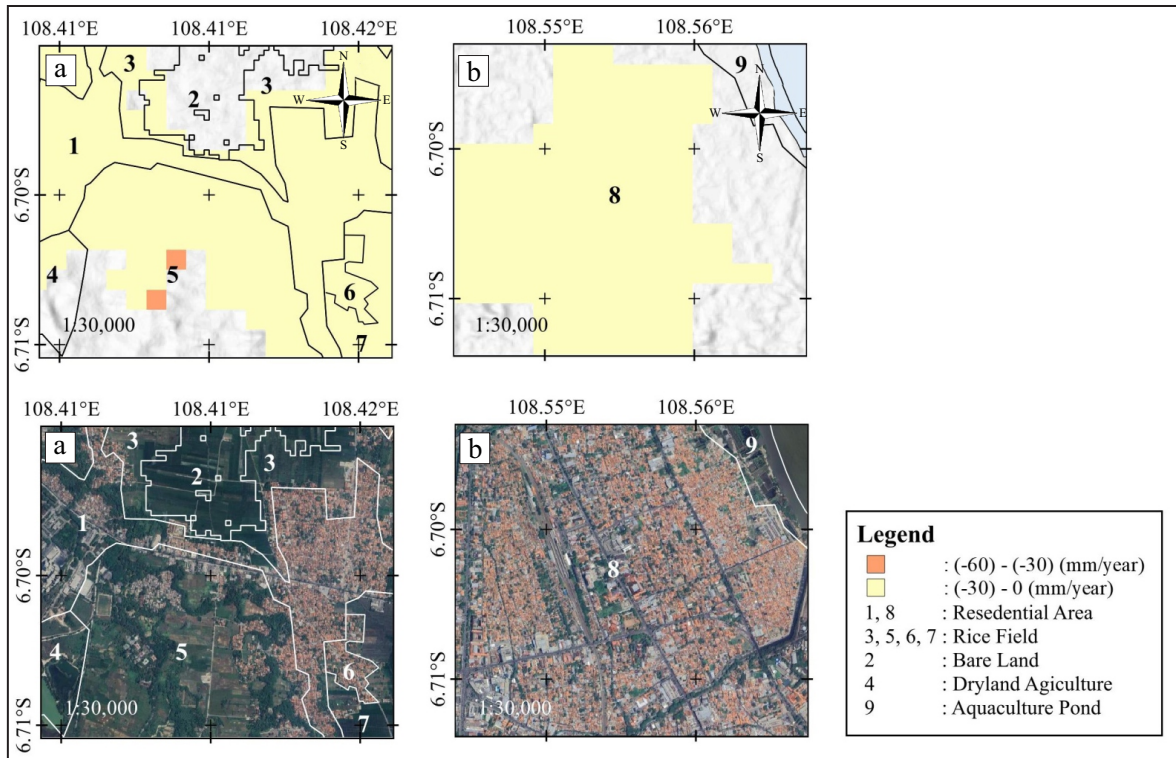 108.41°E 108.41°E 108.42°E
108.55°E 108.56°E
a
3
2
3
1
4
5
6
7
N
W E
S
6.70°S
6.71°S
1:30,000
b
9
8
N
W E
S
6.70°S
6.71°S
1:30,000
108.41°E 108.41°E 108.42°E
108.55°E 108.56°E
a
3
2
3
1
4
5
6
7
6.70°S
6.71°S
1:30,000
b
9
8
6.70°S
6.71°S
1:30,000
Legend
: (-60) - (-30) (mm/year)
: (-30) - 0 (mm/year)
1, 8 : Resedential Area
3, 5, 6, 7 : Rice Field
2 : Bare Land
4 : Dryland Agiculture
9 : Aquaculture Pond